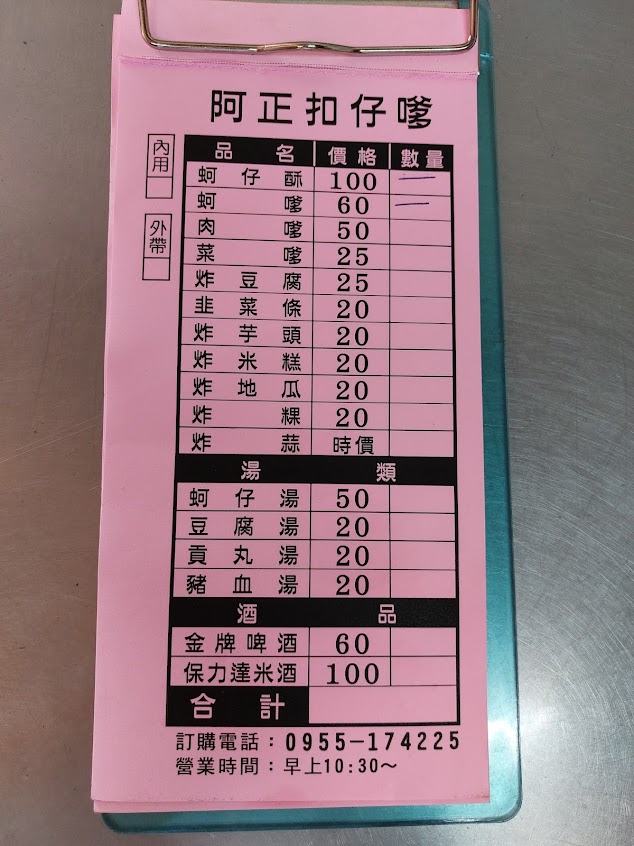 阿正扣仔嗲
內用
外帶
品名 價格 數量
蚵仔酥 100 一
蚵嗲 60 一
肉嗲 50
菜嗲 25
炸豆腐 25
韭菜條 20
炸芋頭 20
炸米糕 20
炸地瓜 20
炸粿 20
炸蒜 時價
湯類
蚵仔湯 50
豆腐湯 20
貢丸湯 20
豬血湯 20
酒品
金牌啤酒 60
保力達米酒 100
合計
訂購電話：0955-174225
營業時間：早上10:30～